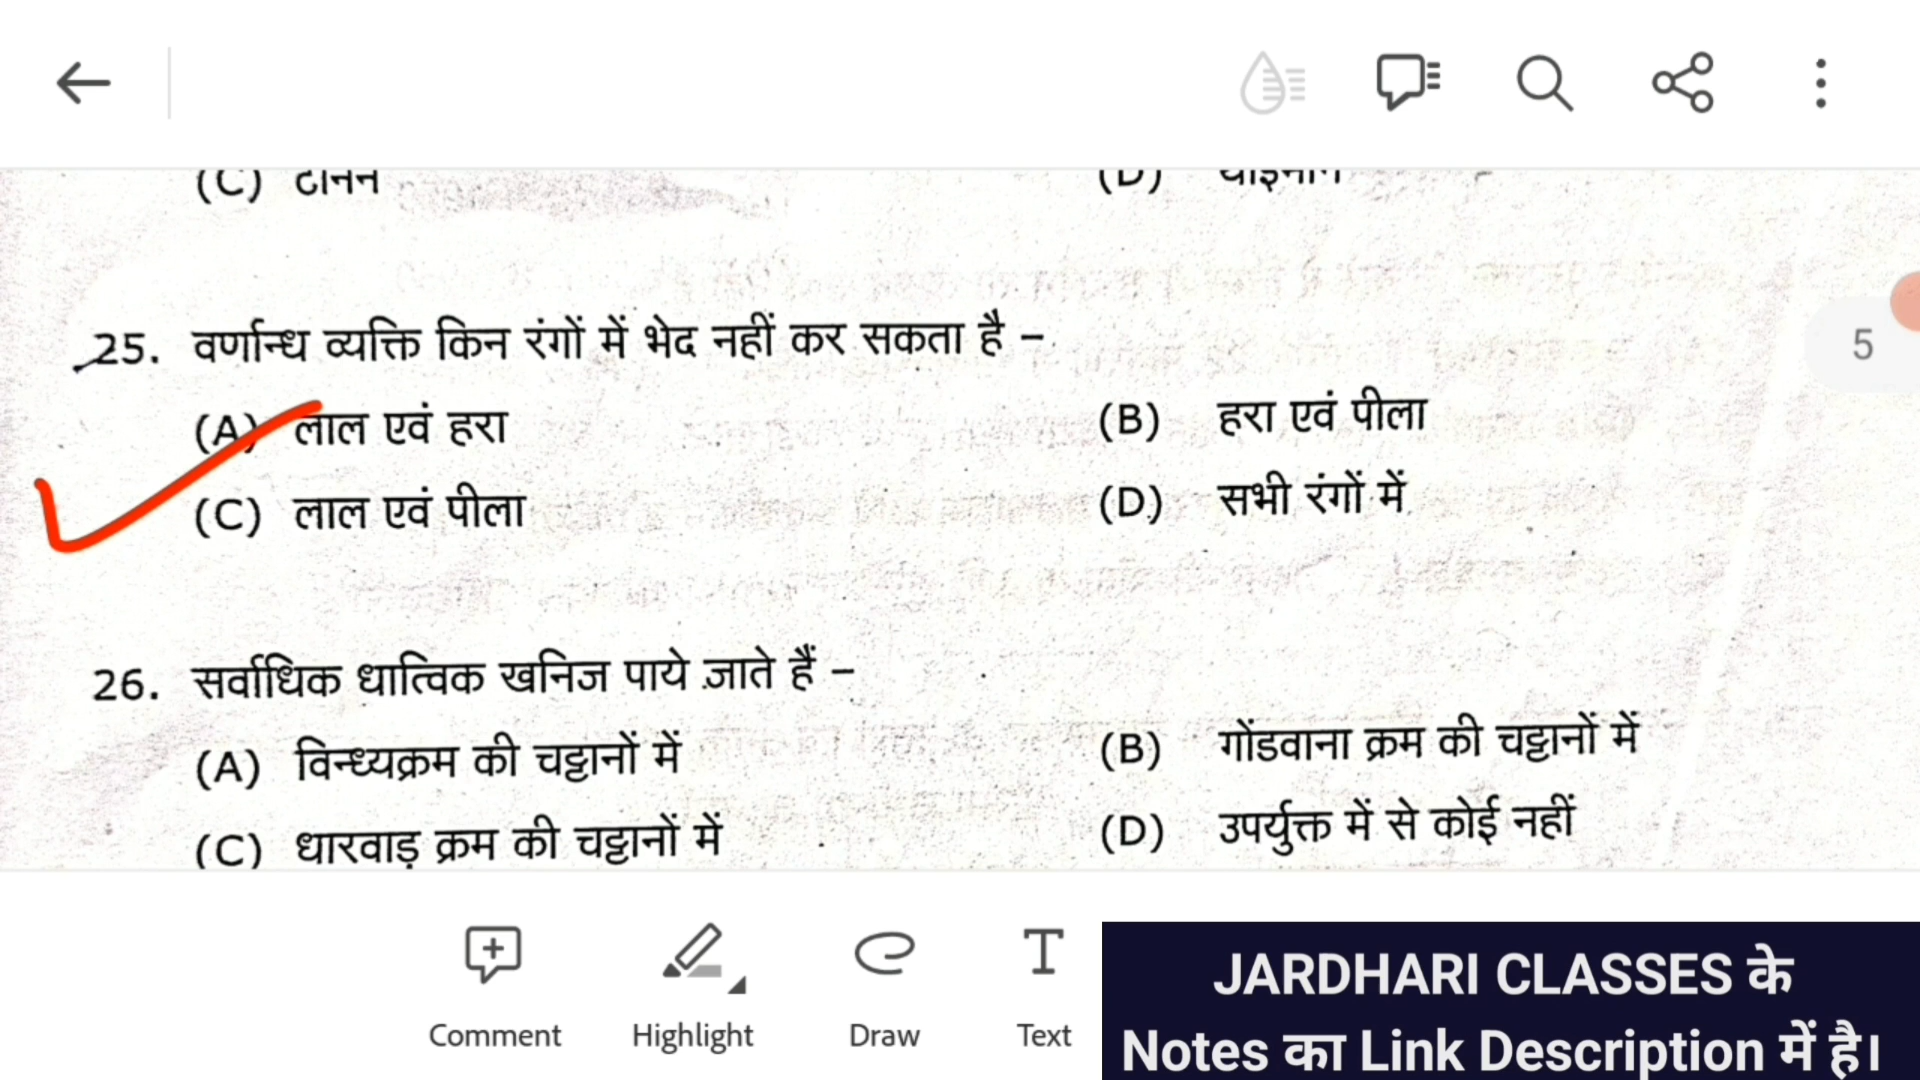 (C) टानिन
25. वर्णान्ध व्यक्ति किन रंगों में भेद नहीं कर सकता है –
(A) लाल एवं हरा (B) हरा एवं पीला
(C) लाल एवं पीला (D) सभी रंगों में
5
26. सर्वाधिक धात्विक खनिज पाये जाते हैं –
(A) विन्ध्यक्रम की चट्टानों में (B) गोंडवाना क्रम की चट्टानों में
(C) धारवाड़ क्रम की चट्टानों में (D) उपर्युक्त में से कोई नहीं
Comment Highlight Draw Text
JARDHARI CLASSES के
Notes का Link Description में है।